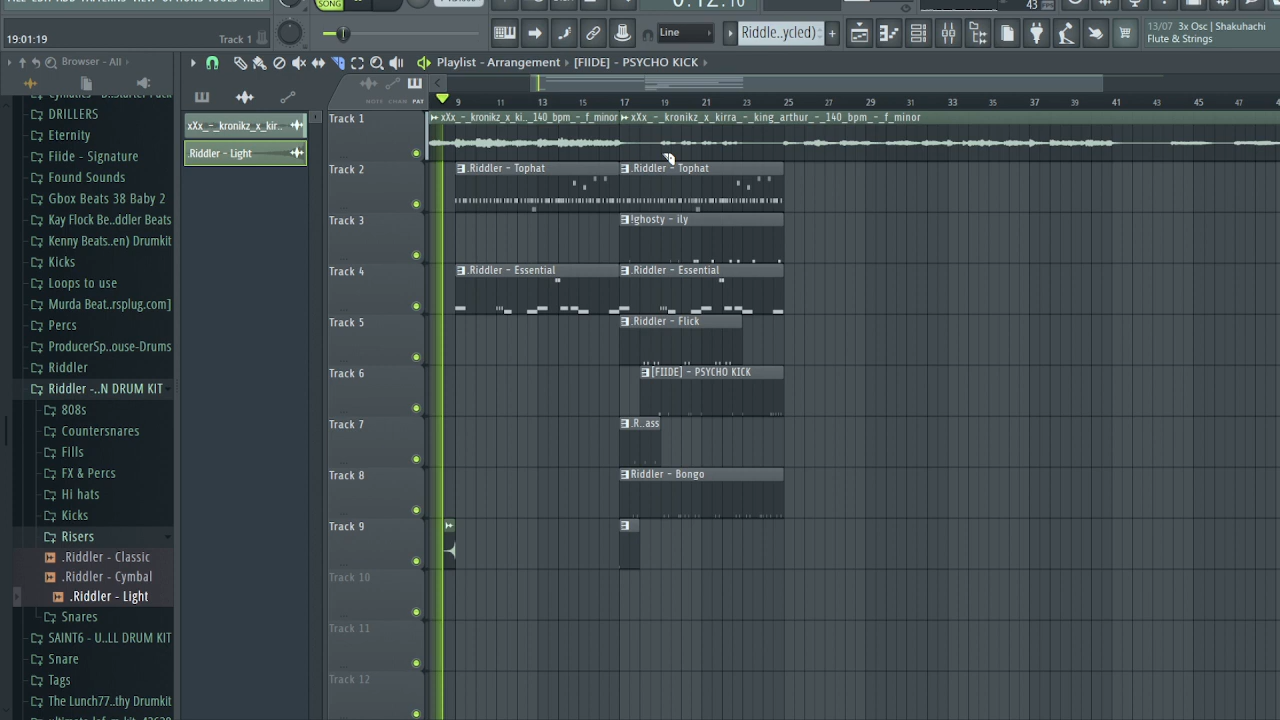 SONG
43
19:01:19
Track 1
Line
Riddle..ycled)
13/07 3x Osc | Shakuhachi
Flute & Strings
Browser - All
Playlist - Arrangement
[FIIDE] - PSYCHO KICK
NOTE CHAN PAT
9 11 13 15 17 19 21 23 25 27 29 31 33 35 37 39 41 43 45 47
DRILLERS
Eternity
FIide - Signature
Found Sounds
Gbox Beats 38 Baby 2
Kay Flock Be..ddler Beats
Kenny Beats..en) Drumkit
Kicks
Loops to use
Murda Beat..rsplug.com]
Percs
ProducerSp..ouse-Drums
Riddler
Riddler -..N DRUM KIT
808s
Countersnares
Fills
FX & Percs
Hi hats
Kicks
Risers
.Riddler - Classic
.Riddler - Cymbal
.Riddler - Light
Snares
SAINT6 - U..LL DRUM KIT
Snare
Tags
The Lunch77..thy Drumkit
xXx_-_kronikz_x_kir..
.Riddler - Light
Track 1
xXx_-_kronikz_x_ki.._140_bpm_-_f_minor
xXx_-_kronikz_x_kirra_-_king_arthur_-_140_bpm_-_f_minor
Track 2
.Riddler - Tophat
.Riddler - Tophat
Track 3
!ghosty - ily
Track 4
.Riddler - Essential
.Riddler - Essential
Track 5
.Riddler - Flick
Track 6
[FIIDE] - PSYCHO KICK
Track 7
.R..ass
Track 8
Riddler - Bongo
Track 9
Track 10
Track 11
Track 12